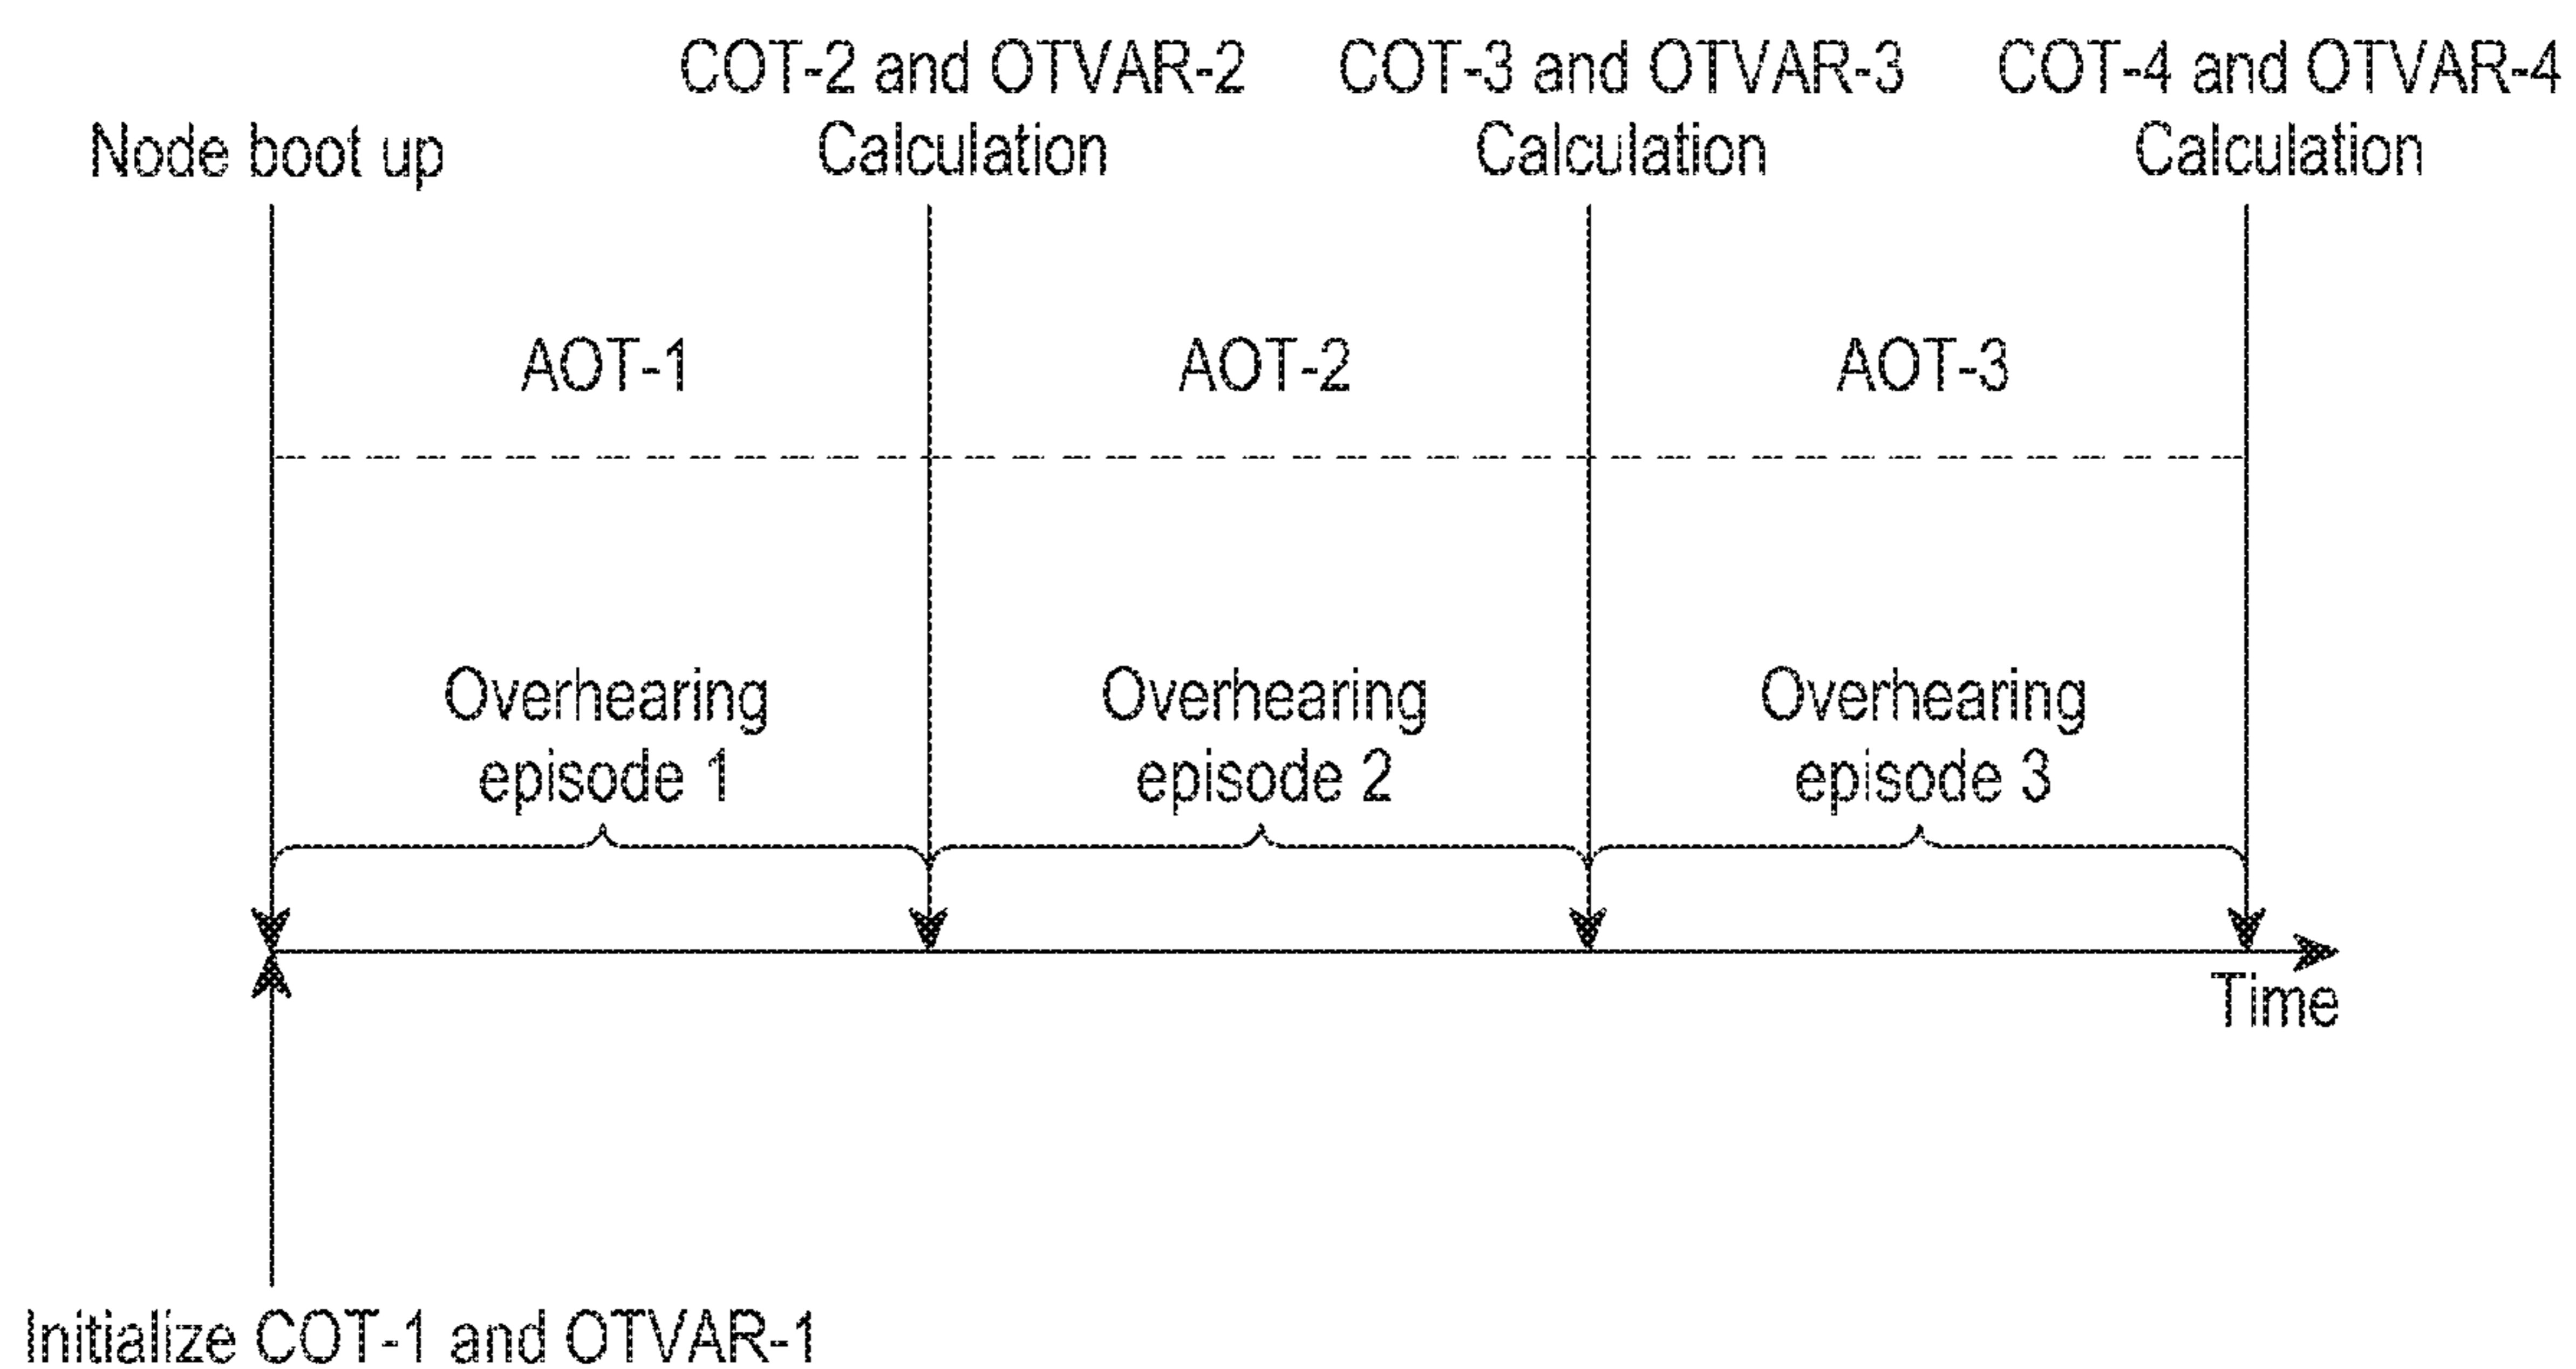 COT-2 and OTVAR-2
Calculation
COT-3 and OTVAR-3
Calculation
COT-4 and OTVAR-4
Calculation
Node boot up
AOT-1
AOT-2
AOT-3
Overhearing
episode 1
Overhearing
episode 2
Overhearing
episode 3
Time
Initialize COT-1 and OTVAR-1